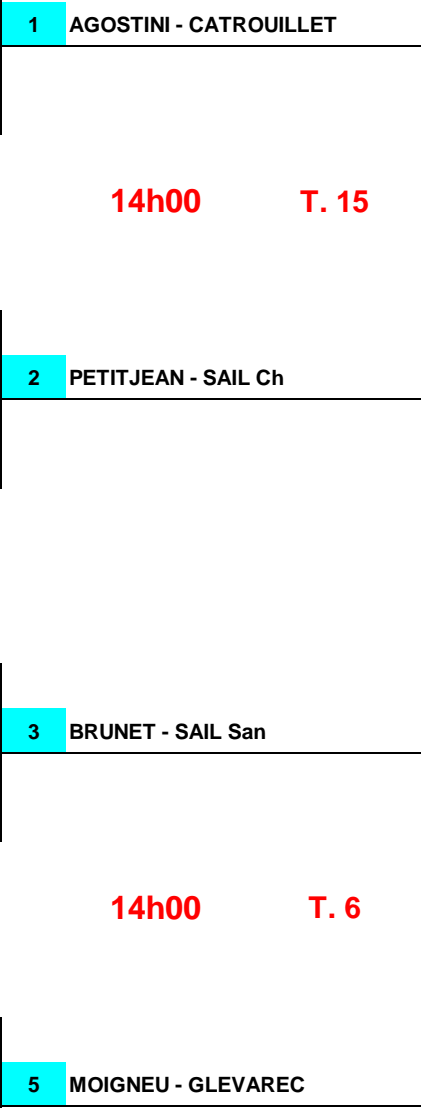 1 AGOSTINI - CATROUILLET
14h00 T. 15
2 PETITJEAN - SAIL Ch
3 BRUNET - SAIL San
14h00 T. 6
5 MOIGNEU - GLEVAREC